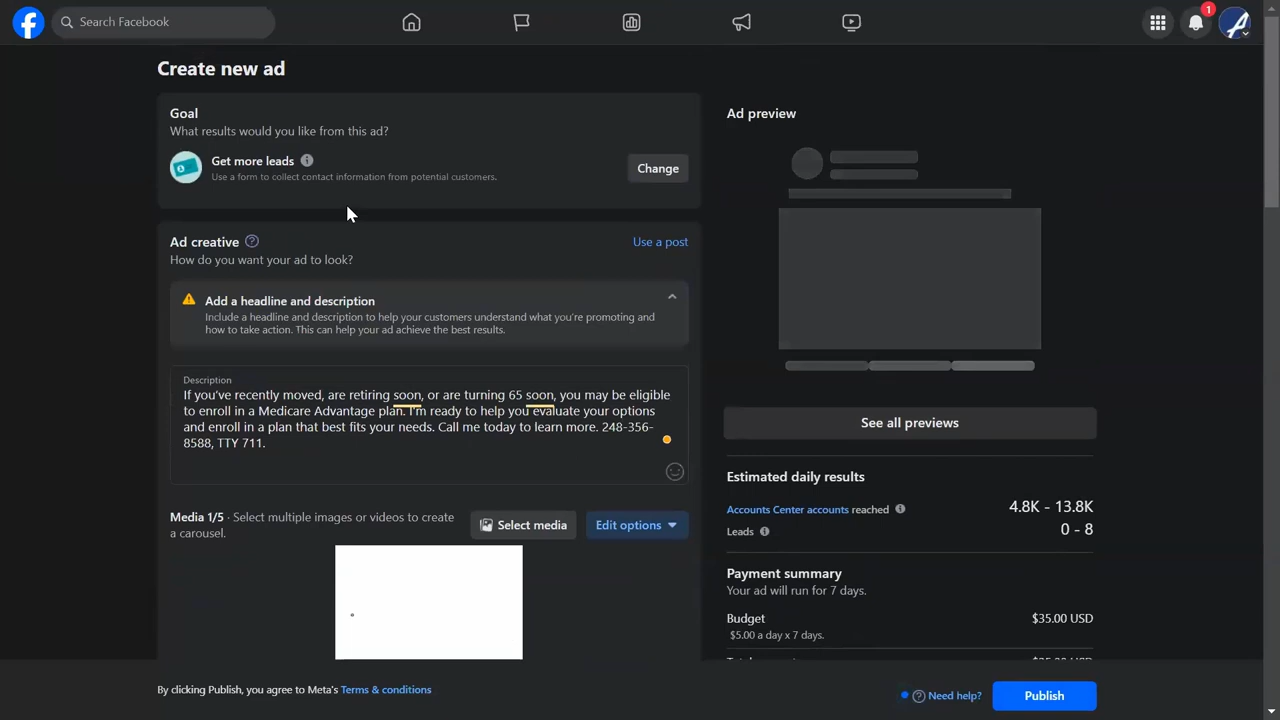 Search Facebook
1
Create new ad
Goal
What results would you like from this ad?
Get more leads
Use a form to collect contact information from potential customers.
Change
Ad creative
Use a post
How do you want your ad to look?
Add a headline and description
Include a headline and description to help your customers understand what you're promoting and
how to take action. This can help your ad achieve the best results.
Description
If you've recently moved, are retiring soon, or are turning 65 soon, you may be eligible
to enroll in a Medicare Advantage plan. I'm ready to help you evaluate your options
and enroll in a plan that best fits your needs. Call me today to learn more. 248-356-
8588, TTY 711.
Media 1/5 · Select multiple images or videos to create
a carousel.
Select media
Edit options
Ad preview
See all previews
Estimated daily results
Accounts Center accounts reached 4.8K - 13.8K
Leads 0 - 8
Payment summary
Your ad will run for 7 days.
Budget $35.00 USD
$5.00 a day x 7 days.
By clicking Publish, you agree to Meta's Terms & conditions
Need help?
Publish